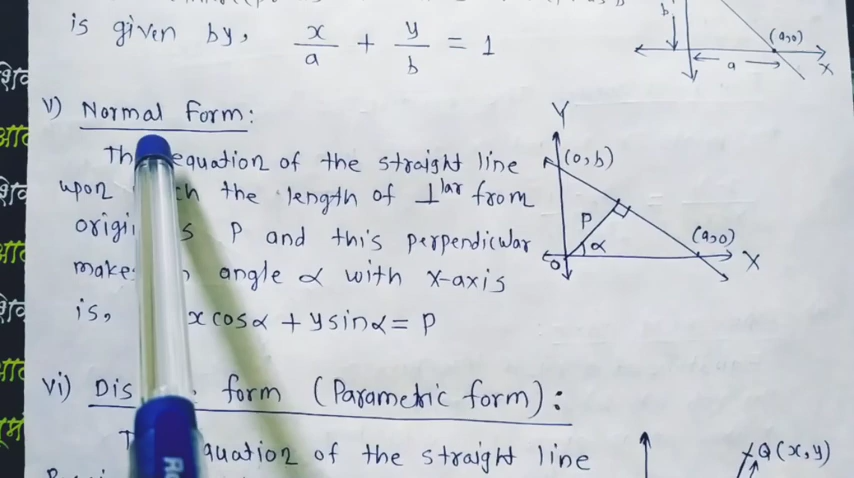 is given by, x/a + y/b = 1
b
a
(a,0)
X
v) Normal Form:
Th equation of the straight line
upon ch the length of ⊥lar from
origi s P and this perpendicular
make angle α with x-axis
is, x cosα + y sinα = P
Y
(0,b)
P
α
(a,0)
O
X
vi) Dis form (Parametric form):
T quation of the straight line
Q(x,y)